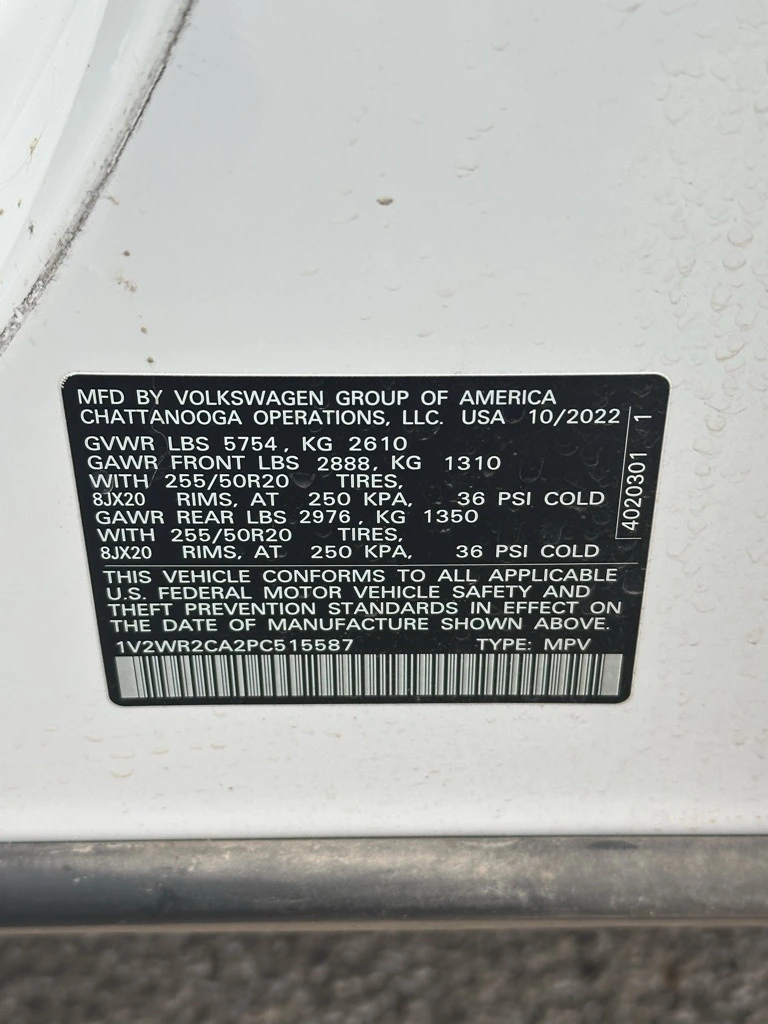 MFD BY VOLKSWAGEN GROUP OF AMERICA
CHATTANOOGA OPERATIONS, LLC. USA 10/2022
GVWR LBS 5754, KG 2610
GAWR FRONT LBS 2888, KG 1310
WITH 255/50R20 TIRES,
8JX20 RIMS, AT 250 KPA, 36 PSI COLD
GAWR REAR LBS 2976, KG 1350
WITH 255/50R20 TIRES,
8JX20 RIMS, AT 250 KPA, 36 PSI COLD
4020301 1
THIS VEHICLE CONFORMS TO ALL APPLICABLE
U.S. FEDERAL MOTOR VEHICLE SAFETY AND
THEFT PREVENTION STANDARDS IN EFFECT ON
THE DATE OF MANUFACTURE SHOWN ABOVE.
1V2WR2CA2PC515587 TYPE: MPV